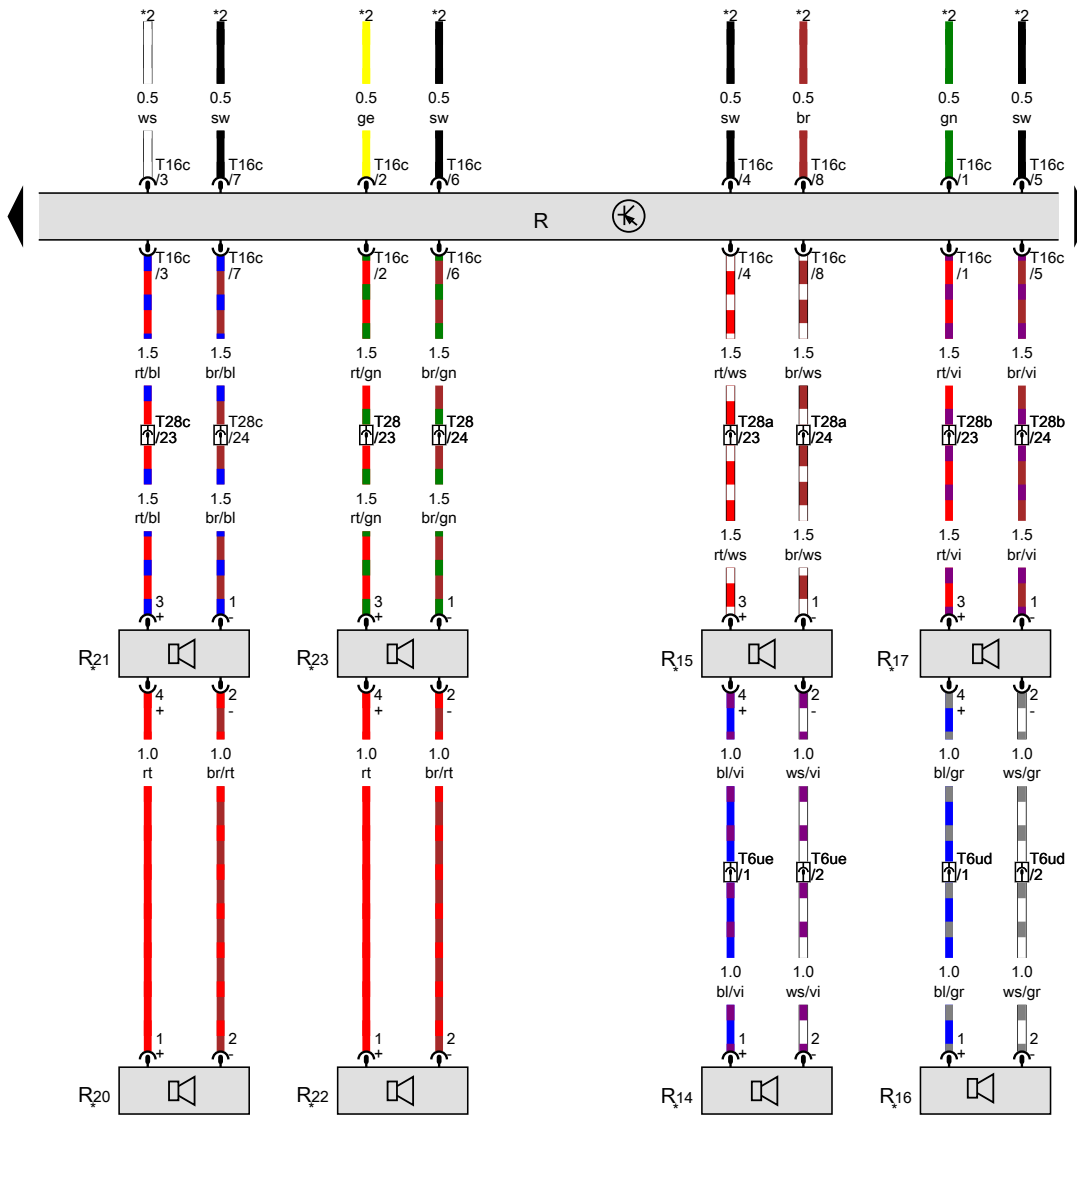 *2 *2 *2 *2 *2 *2 *2 *2
0.5 0.5 0.5 0.5 0.5 0.5 0.5 0.5
ws sw ge sw sw br gn sw
T16c T16c T16c T16c T16c T16c T16c T16c
/3 /7 /2 /6 /4 /8 /1 /5
R
T16c T16c T16c T16c T16c T16c T16c T16c
/3 /7 /2 /6 /4 /8 /1 /5
1.5 1.5 1.5 1.5 1.5 1.5 1.5 1.5
rt/bl br/bl rt/gn br/gn rt/ws br/ws rt/vi br/vi
T28c T28c T28 T28 T28a T28a T28b T28b
/23 /24 /23 /24 /23 /24 /23 /24
1.5 1.5 1.5 1.5
rt/bl br/bl rt/gn br/gn
1.5 1.5 1.5 1.5
rt/ws br/ws rt/vi br/vi
3 1 3 1 3 1 3 1
+ - + - + - + -
R21 R23 R15 R17
* * * *
4 2 4 2 4 2 4 2
+ - + - + - + -
1.0 1.0 1.0 1.0 1.0 1.0 1.0 1.0
rt br/rt rt br/rt bl/vi ws/vi bl/gr ws/gr
T6ue T6ue T6ud T6ud
/1 /2 /1 /2
1.0 1.0 1.0 1.0
bl/vi ws/vi bl/gr ws/gr
1 2 1 2 1 2 1 2
+ - + - + - + -
R20 R22 R14 R16
* * * *